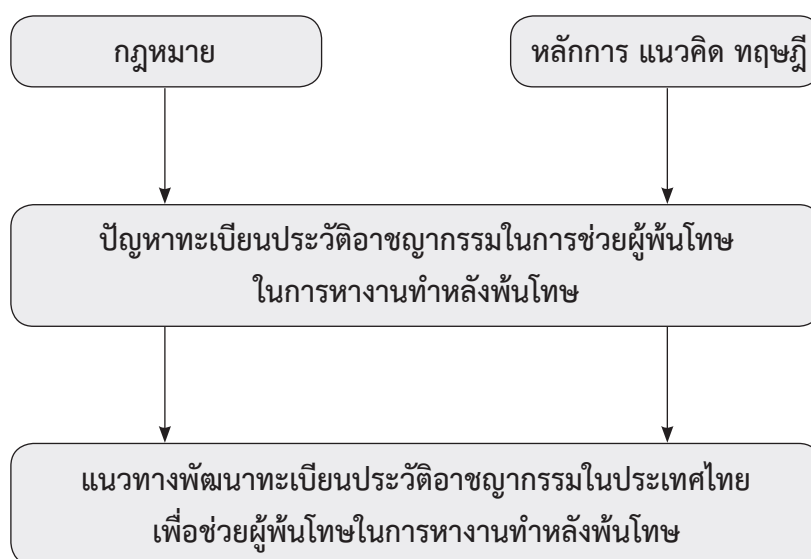 กฎหมาย
หลักการ แนวคิด ทฤษฎี
ปัญหาทะเบียนประวัติอาชญากรรมในการช่วยผู้พ้นโทษ
ในการหางานทำหลังพ้นโทษ
แนวทางพัฒนาทะเบียนประวัติอาชญากรรมในประเทศไทย
เพื่อช่วยผู้พ้นโทษในการหางานทำหลังพ้นโทษ